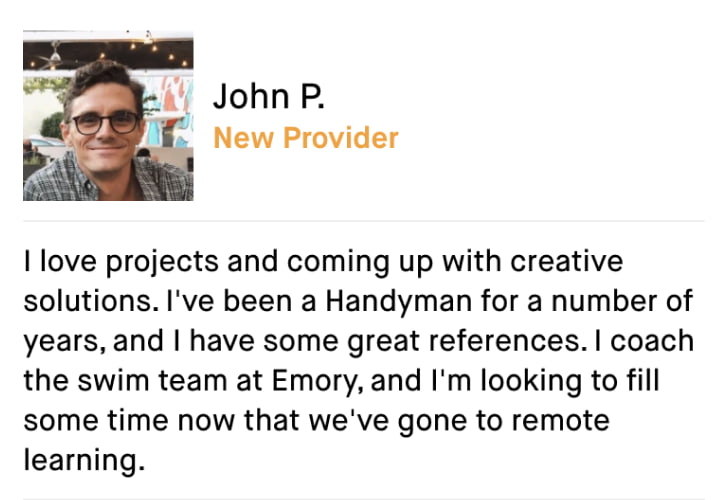 John P.
New Provider
I love projects and coming up with creative
solutions. I've been a Handyman for a number of
years, and I have some great references. I coach
the swim team at Emory, and I'm looking to fill
some time now that we've gone to remote
learning.